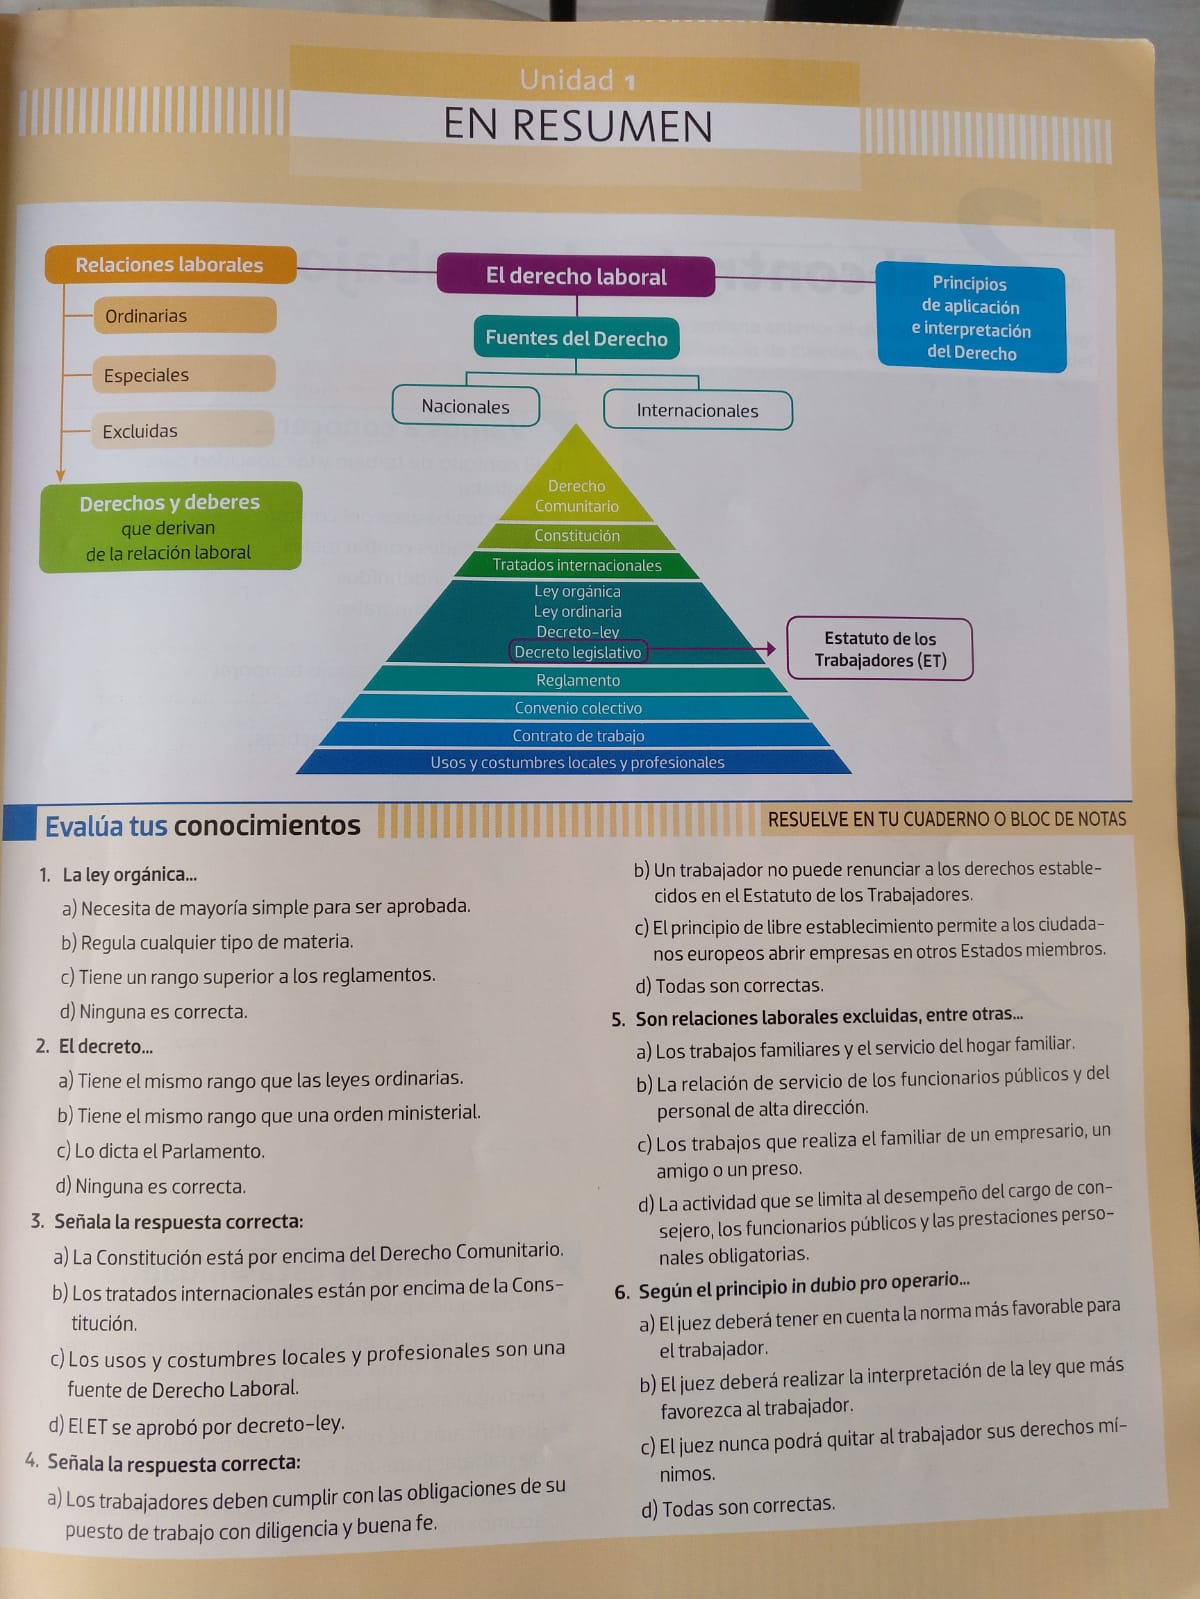 Unidad 1
EN RESUMEN
Relaciones laborales
Ordinarias
Especiales
Excluidas
Derechos y deberes
que derivan
de la relación laboral
El derecho laboral
Fuentes del Derecho
Nacionales
Internacionales
Principios
de aplicación
e interpretación
del Derecho
Derecho
Comunitario
Constitución
Tratados internacionales
Ley orgánica
Ley ordinaria
Decreto-ley
Decreto legislativo
Reglamento
Convenio colectivo
Contrato de trabajo
Usos y costumbres locales y profesionales
Estatuto de los
Trabajadores (ET)
Evalúa tus conocimientos
RESUELVE EN TU CUADERNO O BLOC DE NOTAS
1. La ley orgánica...
a) Necesita de mayoría simple para ser aprobada.
b) Regula cualquier tipo de materia.
c) Tiene un rango superior a los reglamentos.
d) Ninguna es correcta.
2. El decreto...
a) Tiene el mismo rango que las leyes ordinarias.
b) Tiene el mismo rango que una orden ministerial.
c) Lo dicta el Parlamento.
d) Ninguna es correcta.
3. Señala la respuesta correcta:
a) La Constitución está por encima del Derecho Comunitario.
b) Los tratados internacionales están por encima de la Cons-
titución.
c) Los usos y costumbres locales y profesionales son una
fuente de Derecho Laboral.
d) El ET se aprobó por decreto-ley.
4. Señala la respuesta correcta:
a) Los trabajadores deben cumplir con las obligaciones de su
puesto de trabajo con diligencia y buena fe.
b) Un trabajador no puede renunciar a los derechos estable-
cidos en el Estatuto de los Trabajadores.
c) El principio de libre establecimiento permite a los ciudada-
nos europeos abrir empresas en otros Estados miembros.
d) Todas son correctas.
5. Son relaciones laborales excluidas, entre otras...
a) Los trabajos familiares y el servicio del hogar familiar.
b) La relación de servicio de los funcionarios públicos y del
personal de alta dirección.
c) Los trabajos que realiza el familiar de un empresario, un
amigo o un preso.
d) La actividad que se limita al desempeño del cargo de con-
sejero, los funcionarios públicos y las prestaciones perso-
nales obligatorias.
6. Según el principio in dubio pro operario...
a) El juez deberá tener en cuenta la norma más favorable para
el trabajador.
b) El juez deberá realizar la interpretación de la ley que más
favorezca al trabajador.
c) El juez nunca podrá quitar al trabajador sus derechos mí-
nimos.
d) Todas son correctas.